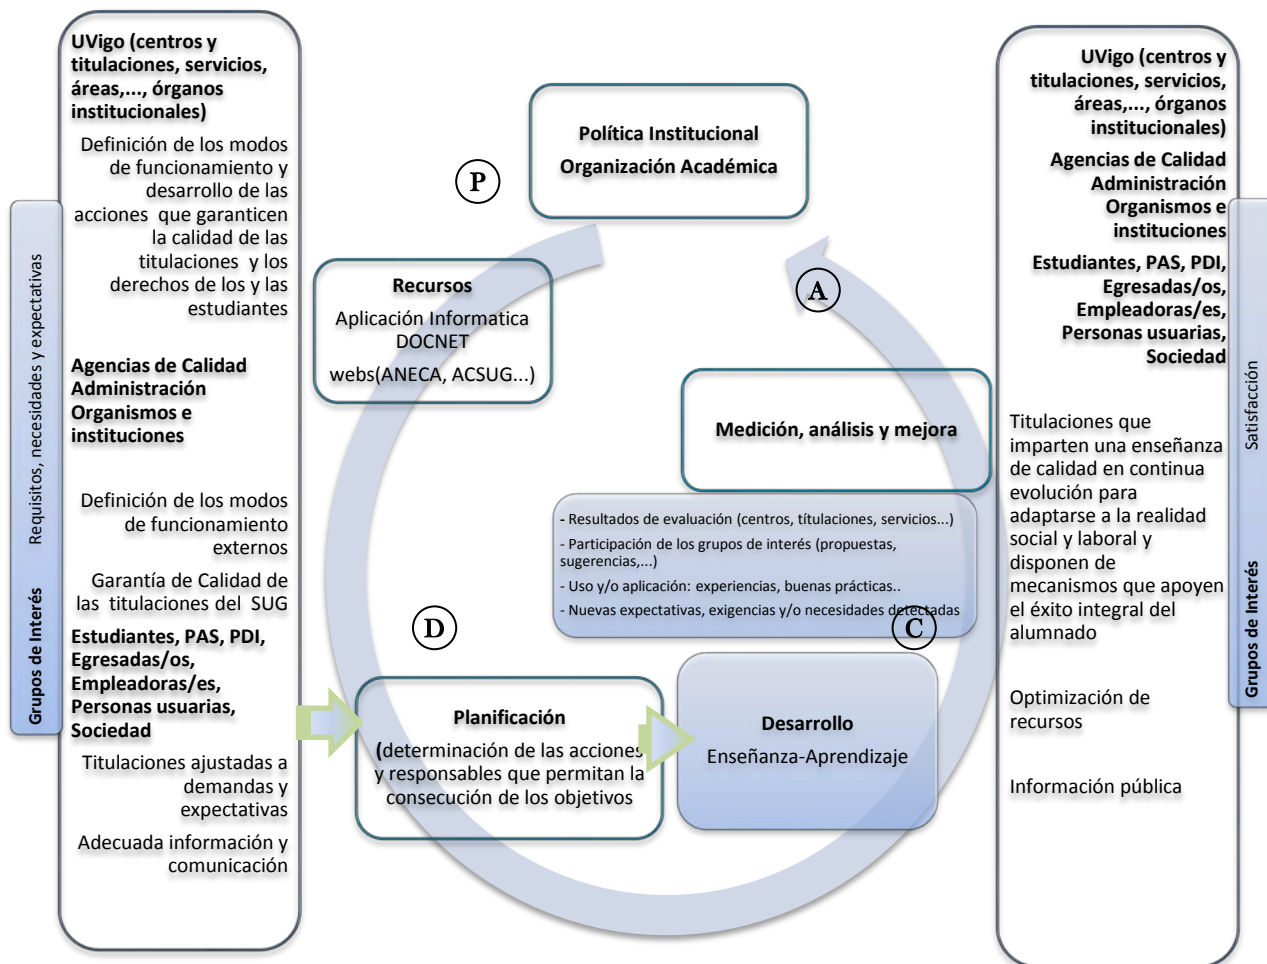 Grupos de Interés Requisitos, necesidades y expectativas
UVigo (centros y
titulaciones, servicios,
áreas,..., órganos
institucionales)
Definición de los modos
de funcionamiento y
desarrollo de las
acciones que garanticen
la calidad de las
titulaciones y los
derechos de los y las
estudiantes
Agencias de Calidad
Administración
Organismos e
instituciones
Definición de los modos
de funcionamiento
externos
Garantía de Calidad de
las titulaciones del SUG
Estudiantes, PAS, PDI,
Egresadas/os,
Empleadoras/es,
Personas usuarias,
Sociedad
Titulaciones ajustadas a
demandas y
expectativas
Adecuada información y
comunicación
P
Política Institucional
Organización Académica
A
Recursos
Aplicación Informatica
DOCNET
webs(ANECA, ACSUG...)
Medición, análisis y mejora
- Resultados de evaluación (centros, títulaciones, servicios...)
- Participación de los grupos de interés (propuestas,
sugerencias,...)
- Uso y/o aplicación: experiencias, buenas prácticas..
- Nuevas expectativas, exigencias y/o necesidades detectadas
D
C
Planificación
(determinación de las acciones
y responsables que permitan la
consecución de los objetivos
Desarrollo
Enseñanza-Aprendizaje
UVigo (centros y
titulaciones, servicios,
áreas,..., órganos
institucionales)
Agencias de Calidad
Administración
Organismos e
instituciones
Estudiantes, PAS, PDI,
Egresadas/os,
Empleadoras/es,
Personas usuarias,
Sociedad
Titulaciones que
imparten una enseñanza
de calidad en continua
evolución para
adaptarse a la realidad
social y laboral y
disponen de
mecanismos que apoyen
el éxito integral del
alumnado
Optimización de
recursos
Información pública
Grupos de Interés Satisfacción